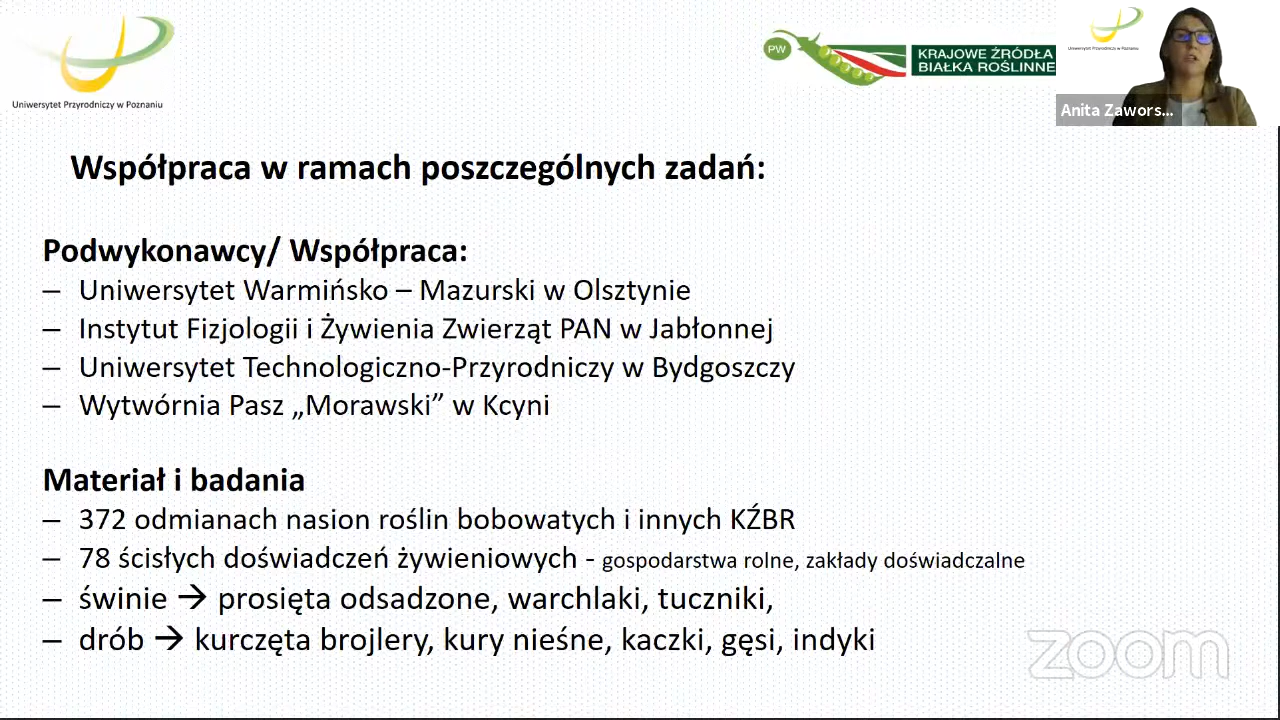 Uniwersytet Przyrodniczy w Poznaniu
PW
KRAJOWE ŹRÓDŁA
BIAŁKA ROŚLINNE
Uniwersytet Przyrodniczy w Poznaniu
Anita Zawors...
Współpraca w ramach poszczególnych zadań:
Podwykonawcy/ Współpraca:
– Uniwersytet Warmińsko – Mazurski w Olsztynie
– Instytut Fizjologii i Żywienia Zwierząt PAN w Jabłonnej
– Uniwersytet Technologiczno-Przyrodniczy w Bydgoszczy
– Wytwórnia Pasz „Morawski” w Kcyni
Materiał i badania
– 372 odmianach nasion roślin bobowatych i innych KŹBR
– 78 ścisłych doświadczeń żywieniowych - gospodarstwa rolne, zakłady doświadczalne
– świnie → prosięta odsadzone, warchlaki, tuczniki,
– drób → kurczęta brojlery, kury nieśne, kaczki, gęsi, indyki
zoom